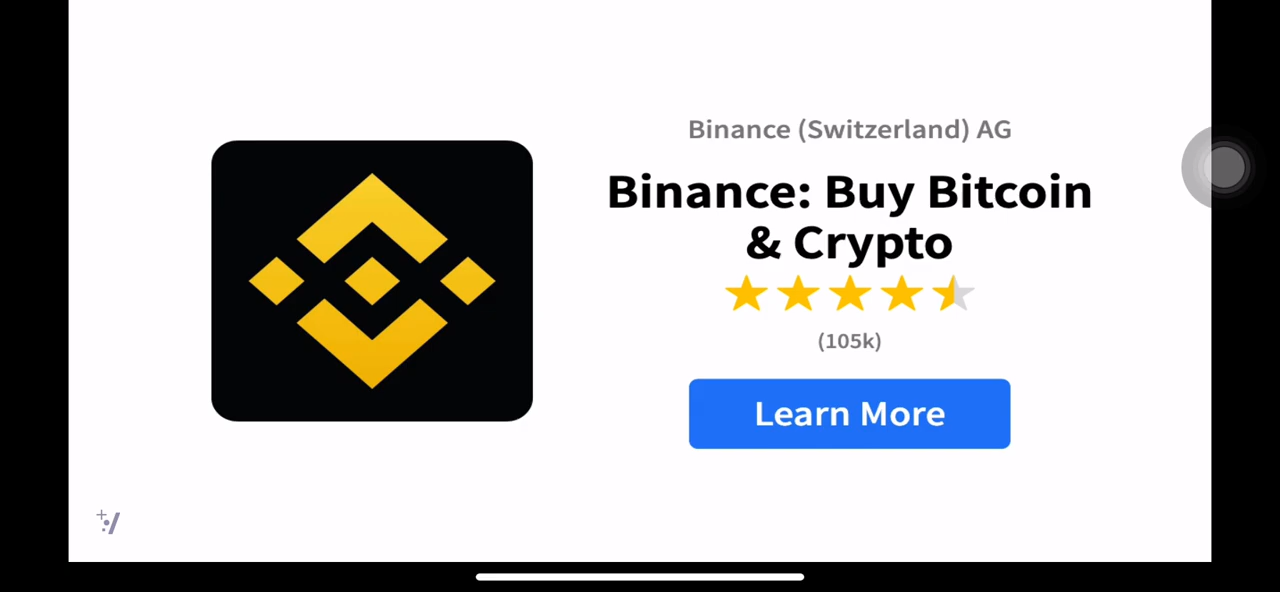 Binance (Switzerland) AG
Binance: Buy Bitcoin
& Crypto
(105k)
Learn More